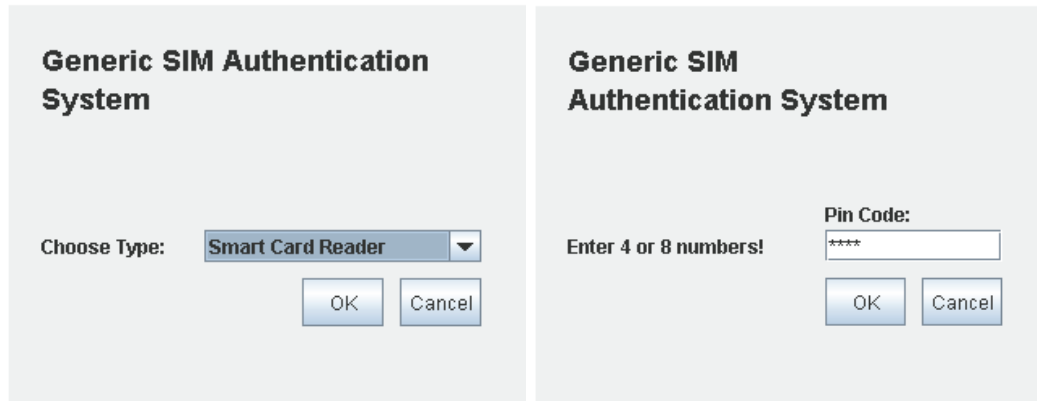 Generic SIM Authentication
System
Choose Type:
Smart Card Reader
OK
Cancel
Generic SIM
Authentication System
Pin Code:
Enter 4 or 8 numbers!
****
OK
Cancel